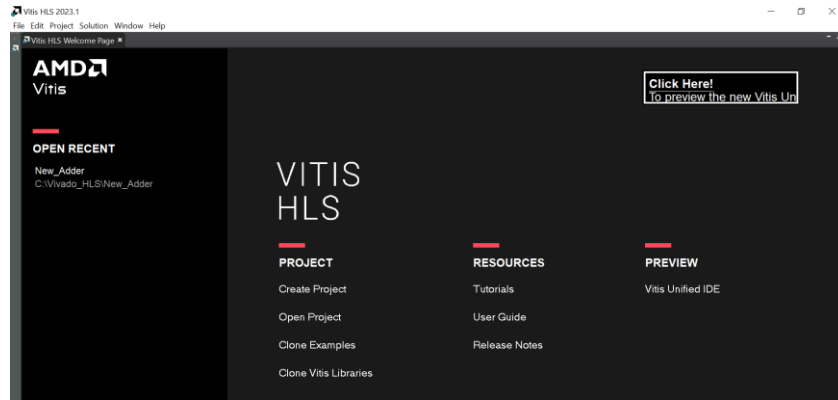 Vitis HLS 2023.1
File Edit Project Solution Window Help
Vitis HLS Welcome Page
AMD
Vitis
Click Here!
To preview the new Vitis Un
OPEN RECENT
New_Adder
C:\Vivado_HLS\New_Adder
VITIS
HLS
PROJECT
Create Project
Open Project
Clone Examples
Clone Vitis Libraries
RESOURCES
Tutorials
User Guide
Release Notes
PREVIEW
Vitis Unified IDE